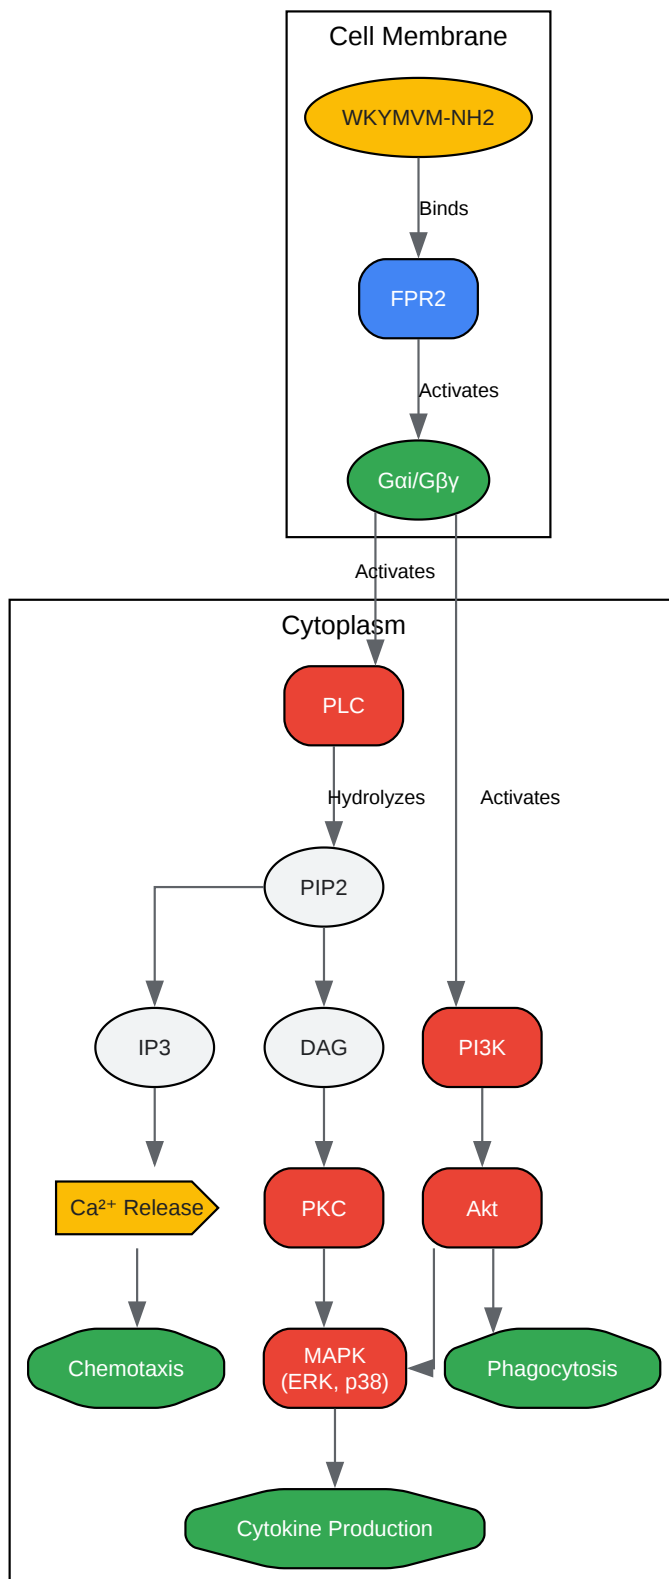 Cell Membrane
WKYMVM-NH2
Binds
FPR2
Activates
Gαi/Gβγ
Activates
Cytoplasm
PLC
Hydrolyzes
Activates
PIP2
IP3
DAG
PI3K
Ca²⁺ Release
PKC
Akt
Chemotaxis
MAPK
(ERK, p38)
Phagocytosis
Cytokine Production